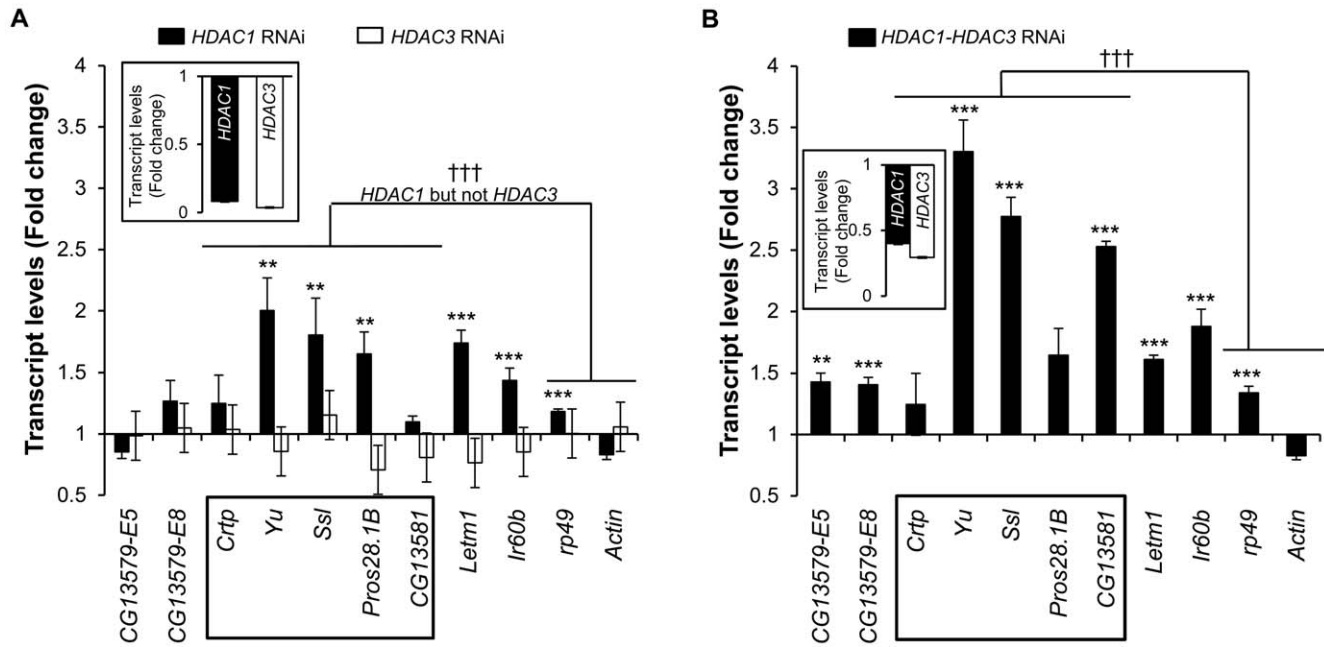 A
HDAC1 RNAi
HDAC3 RNAi
Transcript levels (Fold change)
4
3.5
3
2.5
2
1.5
1
0.5
Transcript levels
(Fold change)
1
0.5
0
HDAC1
HDAC3
†††
HDAC1 but not HDAC3
**
**
**
***
***
***
CG13579-E5
CG13579-E8
Crtp
Yu
Ssl
Pros28.1B
CG13581
Letm1
Ir60b
rp49
Actin
B
HDAC1-HDAC3 RNAi
Transcript levels (Fold change)
4
3.5
3
2.5
2
1.5
1
0.5
Transcript levels
(Fold change)
1
0.5
0
HDAC1
HDAC3
†††
**
***
***
***
***
***
***
***
CG13579-E5
CG13579-E8
Crtp
Yu
Ssl
Pros28.1B
CG13581
Letm1
Ir60b
rp49
Actin